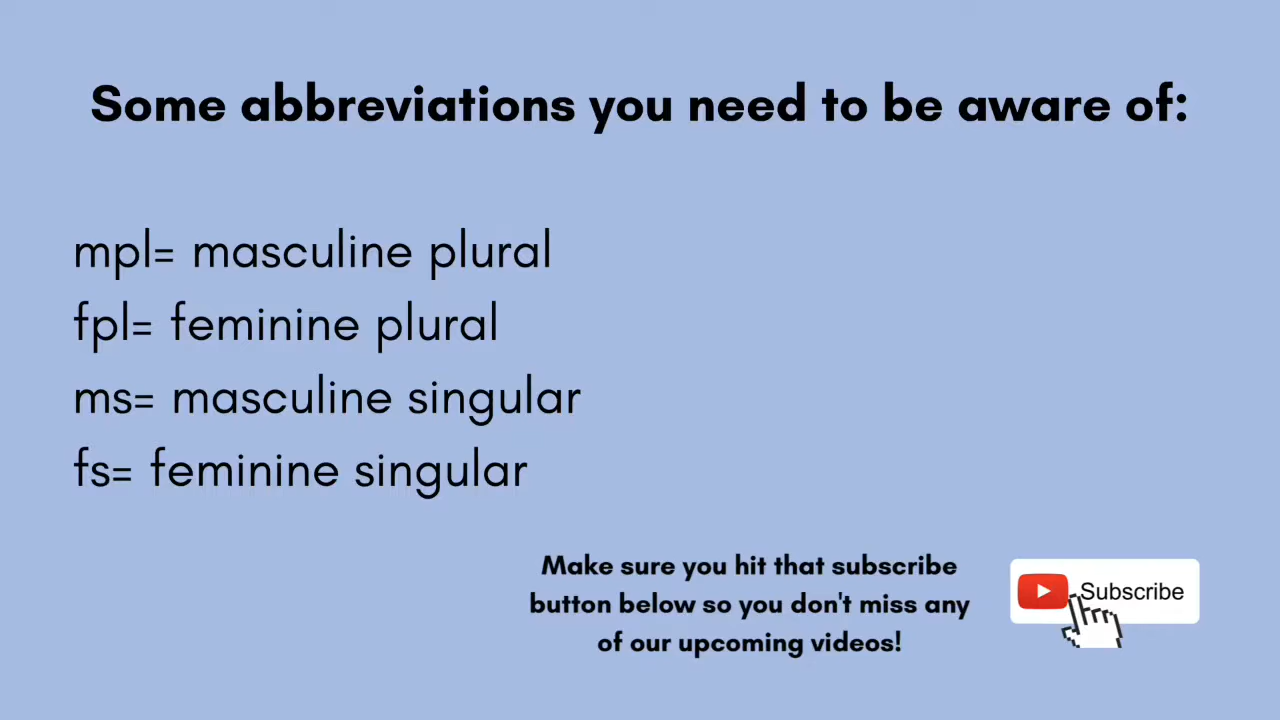 Some abbreviations you need to be aware of:
mpl= masculine plural
fpl= feminine plural
ms= masculine singular
fs= feminine singular
Make sure you hit that subscribe
button below so you don't miss any
of our upcoming videos!
Subscribe